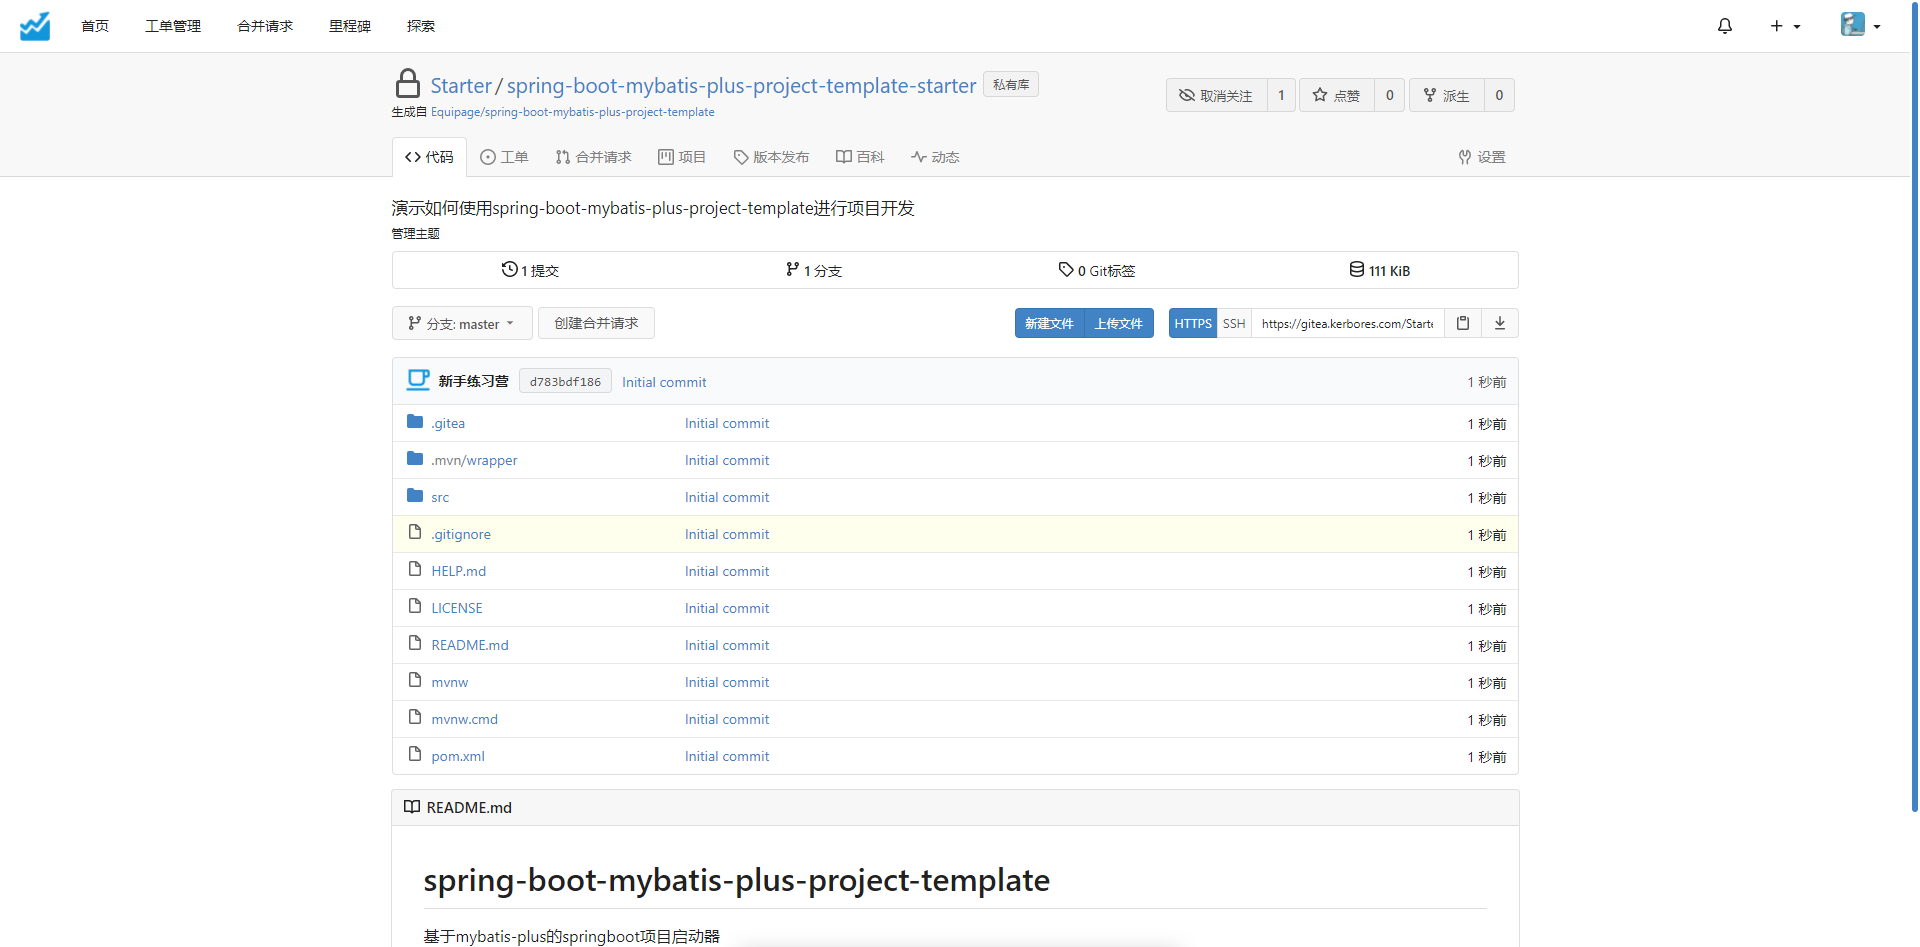 首页 工单管理 合并请求 里程碑 探索
Starter / spring-boot-mybatis-plus-project-template-starter 私有库
取消关注 1 点赞 0 派生 0
生成自 Equipage/spring-boot-mybatis-plus-project-template
代码 工单 合并请求 项目 版本发布 百科 动态 设置
演示如何使用spring-boot-mybatis-plus-project-template进行项目开发
管理主题
1 提交 1 分支 0 Git标签 111 KiB
分支: master 创建合并请求 新建文件 上传文件 HTTPS SSH https://gitea.kerbores.com/Starte
新手练习营 d783bdf186 Initial commit 1 秒前
.gitea Initial commit 1 秒前
.mvn/wrapper Initial commit 1 秒前
src Initial commit 1 秒前
.gitignore Initial commit 1 秒前
HELP.md Initial commit 1 秒前
LICENSE Initial commit 1 秒前
README.md Initial commit 1 秒前
mvnw Initial commit 1 秒前
mvnw.cmd Initial commit 1 秒前
pom.xml Initial commit 1 秒前
README.md
spring-boot-mybatis-plus-project-template
基于mybatis-plus的springboot项目启动器